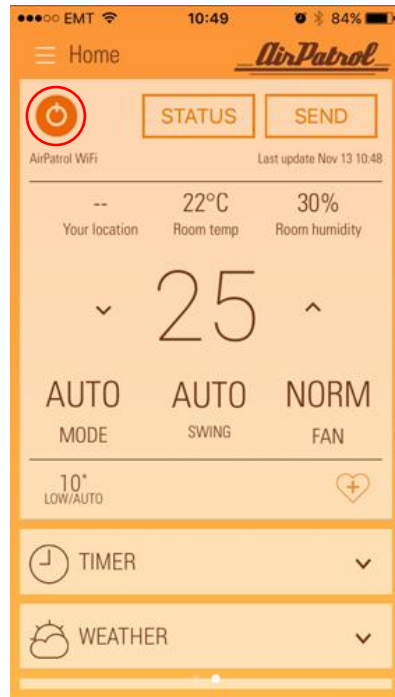 EMT 10:49 84%
Home AirPatrol
STATUS SEND
AirPatrol WiFi Last update Nov 13 10:48
-- 22°C 30%
Your location Room temp Room humidity
25
AUTO AUTO NORM
MODE SWING FAN
10°
LOW/AUTO
TIMER
WEATHER